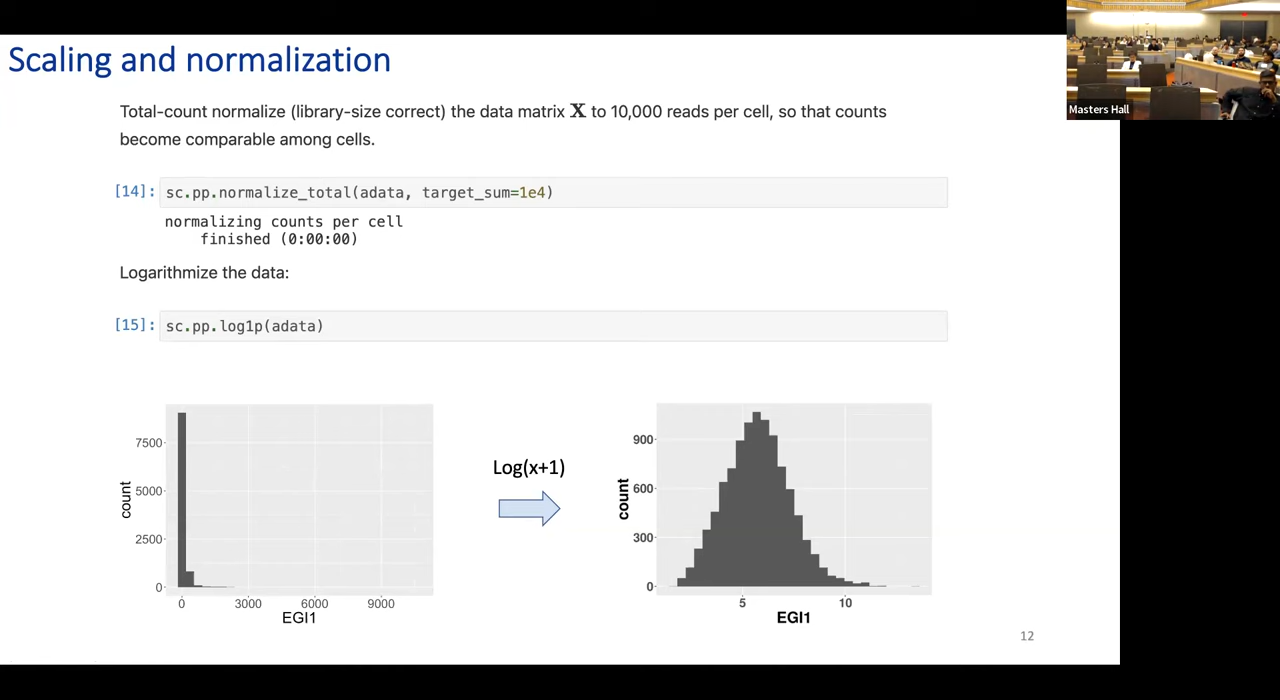 Scaling and normalization
Masters Hall
Total-count normalize (library-size correct) the data matrix X to 10,000 reads per cell, so that counts
become comparable among cells.
[14]: sc.pp.normalize_total(adata, target_sum=1e4)
normalizing counts per cell
finished (0:00:00)
Logarithmize the data:
[15]: sc.pp.log1p(adata)
7500
5000
2500
0
count
0 3000 6000 9000
EGI1
Log(x+1)
900
600
300
0
count
5 10
EGI1
12